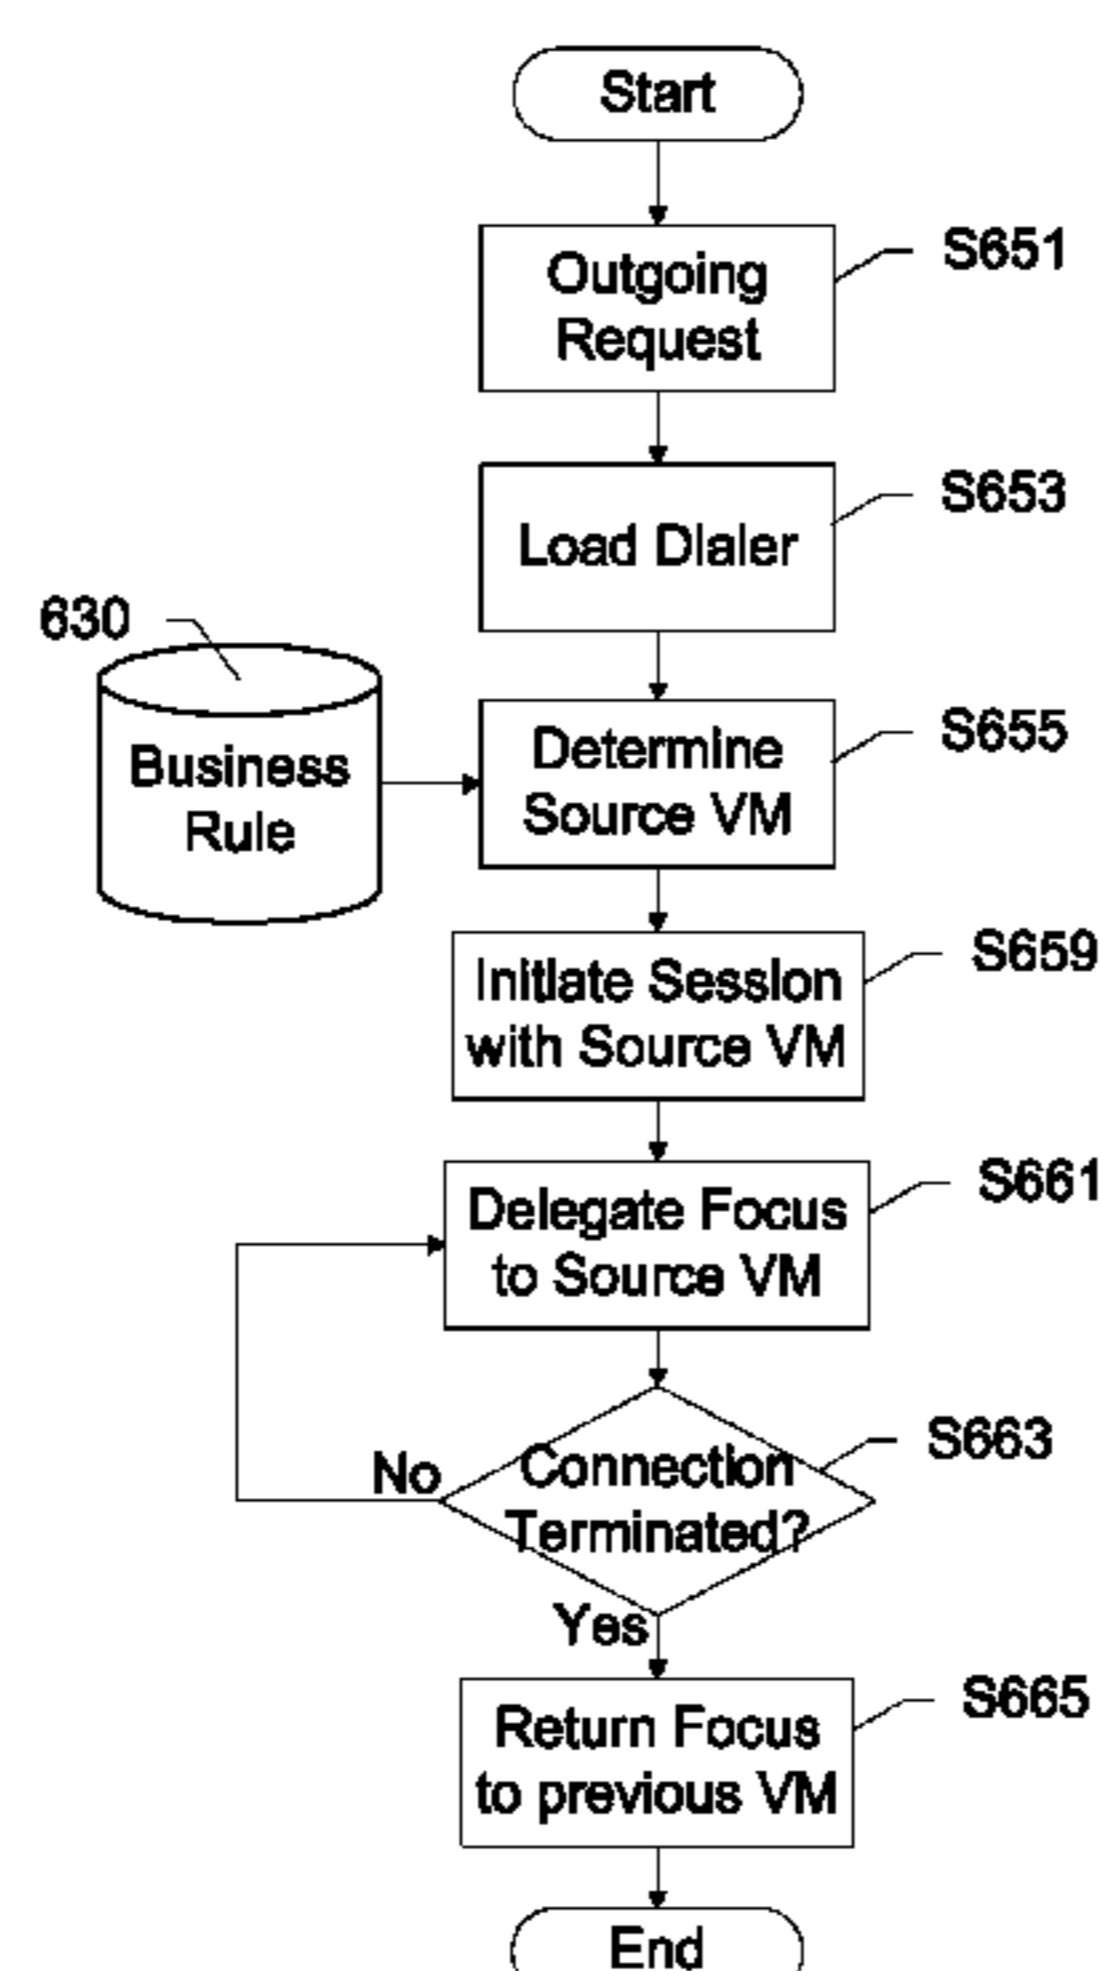 Start
Outgoing
Request
S651
Load Dialer
S653
630
Business
Rule
Determine
Source VM
S655
Initiate Session
with Source VM
S659
Delegate Focus
to Source VM
S661
No
Connection
Terminated?
S663
Yes
Return Focus
to previous VM
S665
End